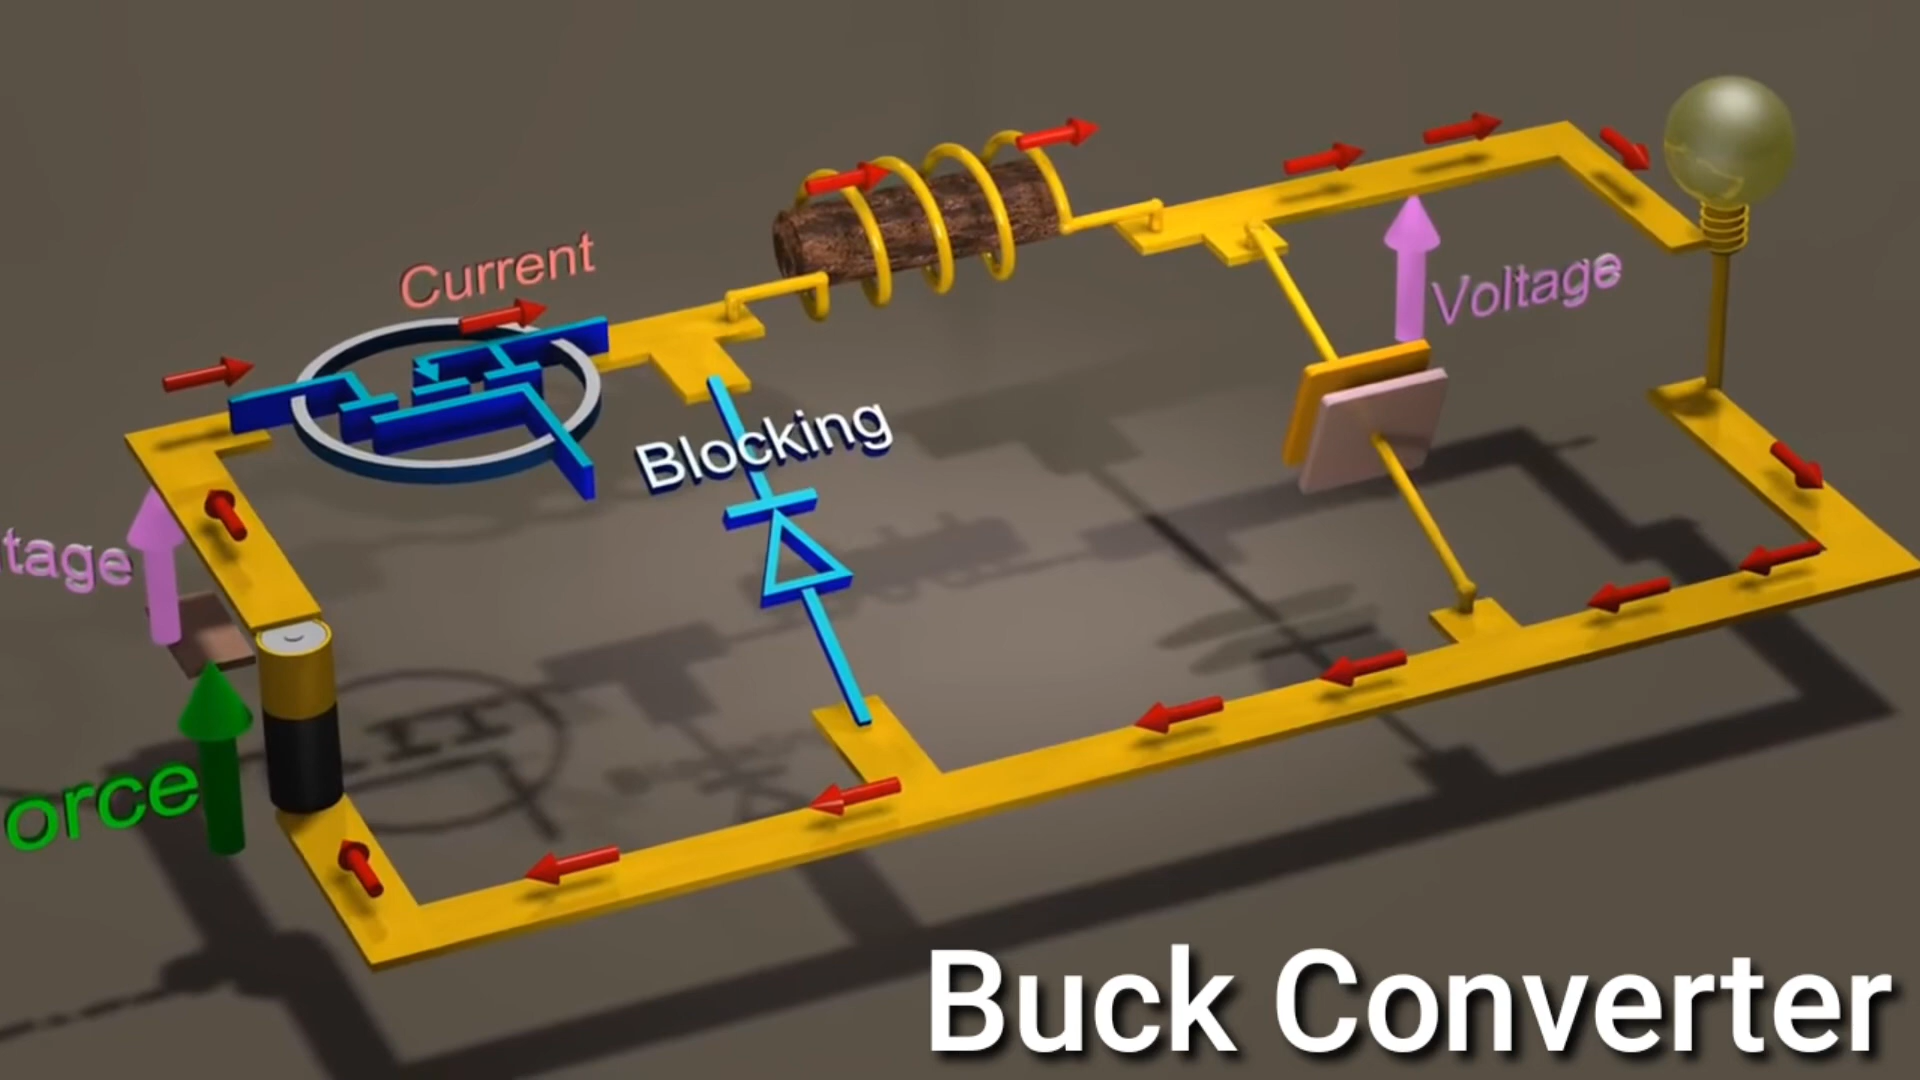 Current
Voltage
Blocking
tage
orce
Buck Converter